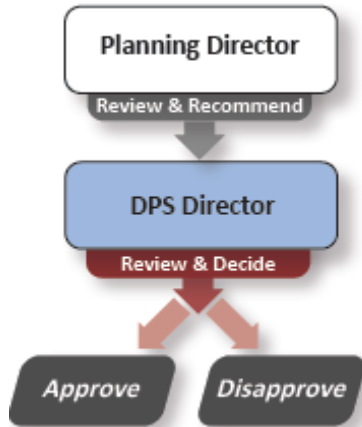 Planning Director
Review & Recommend
DPS Director
Review & Decide
Approve
Disapprove